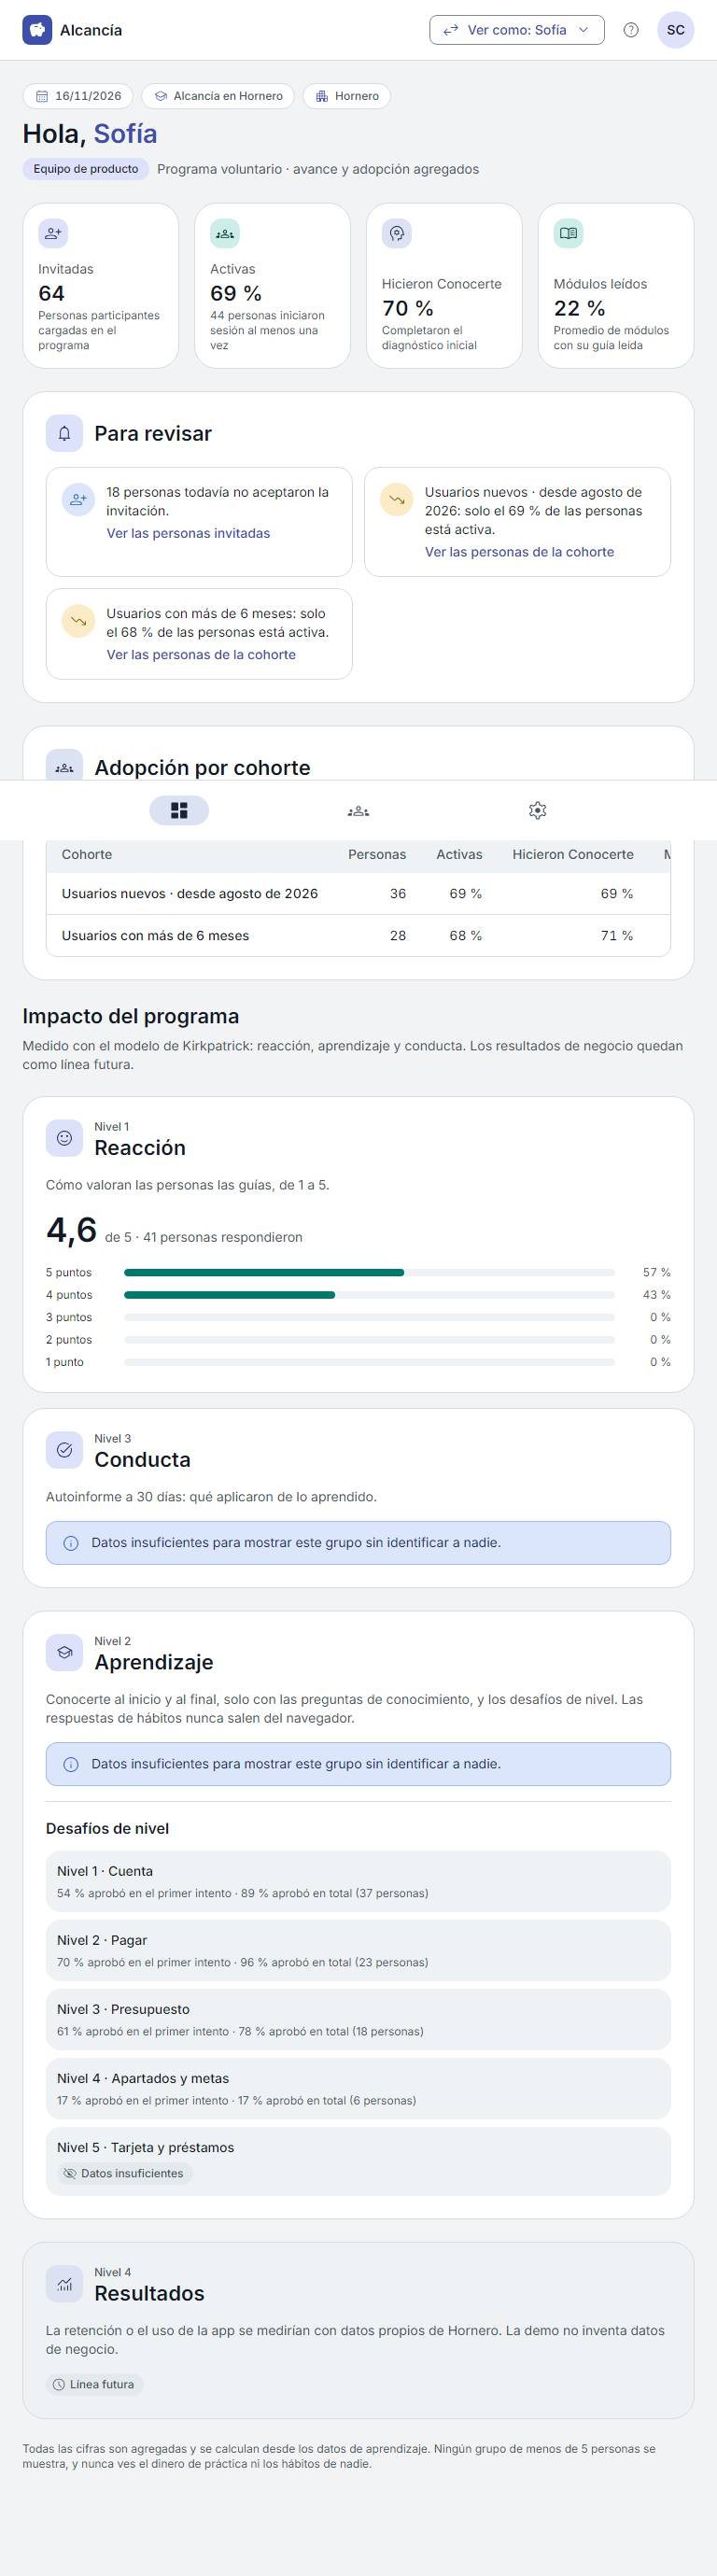 Alcancía
Ver como: Sofía
SC
16/11/2026
Alcancía en Hornero
Hornero
Hola, Sofía
Equipo de producto
Programa voluntario · avance y adopción agregados
Invitadas
64
Personas participantes
cargadas en el
programa
Activas
69 %
44 personas iniciaron
sesión al menos una
vez
Hicieron Conocerte
70 %
Completaron el
diagnóstico inicial
Módulos leídos
22 %
Promedio de módulos
con su guía leída
Para revisar
18 personas todavía no aceptaron la
invitación.
Ver las personas invitadas
Usuarios nuevos · desde agosto de
2026: solo el 69 % de las personas
está activa.
Ver las personas de la cohorte
Usuarios con más de 6 meses: solo
el 68 % de las personas está activa.
Ver las personas de la cohorte
Adopción por cohorte
Cohorte Personas Activas Hicieron Conocerte
Usuarios nuevos · desde agosto de 2026 36 69 % 69 %
Usuarios con más de 6 meses 28 68 % 71 %
Impacto del programa
Medido con el modelo de Kirkpatrick: reacción, aprendizaje y conducta. Los resultados de negocio quedan
como línea futura.
Nivel 1
Reacción
Cómo valoran las personas las guías, de 1 a 5.
4,6 de 5 · 41 personas respondieron
5 puntos 57 %
4 puntos 43 %
3 puntos 0 %
2 puntos 0 %
1 punto 0 %
Nivel 3
Conducta
Autoinforme a 30 días: qué aplicaron de lo aprendido.
Datos insuficientes para mostrar este grupo sin identificar a nadie.
Nivel 2
Aprendizaje
Conocerte al inicio y al final, solo con las preguntas de conocimiento, y los desafíos de nivel. Las
respuestas de hábitos nunca salen del navegador.
Datos insuficientes para mostrar este grupo sin identificar a nadie.
Desafíos de nivel
Nivel 1 · Cuenta
54 % aprobó en el primer intento · 89 % aprobó en total (37 personas)
Nivel 2 · Pagar
70 % aprobó en el primer intento · 96 % aprobó en total (23 personas)
Nivel 3 · Presupuesto
61 % aprobó en el primer intento · 78 % aprobó en total (18 personas)
Nivel 4 · Apartados y metas
17 % aprobó en el primer intento · 17 % aprobó en total (6 personas)
Nivel 5 · Tarjeta y préstamos
Datos insuficientes
Nivel 4
Resultados
La retención o el uso de la app se medirían con datos propios de Hornero. La demo no inventa datos
de negocio.
Línea futura
Todas las cifras son agregadas y se calculan desde los datos de aprendizaje. Ningún grupo de menos de 5 personas se
muestra, y nunca ves el dinero de práctica ni los hábitos de nadie.